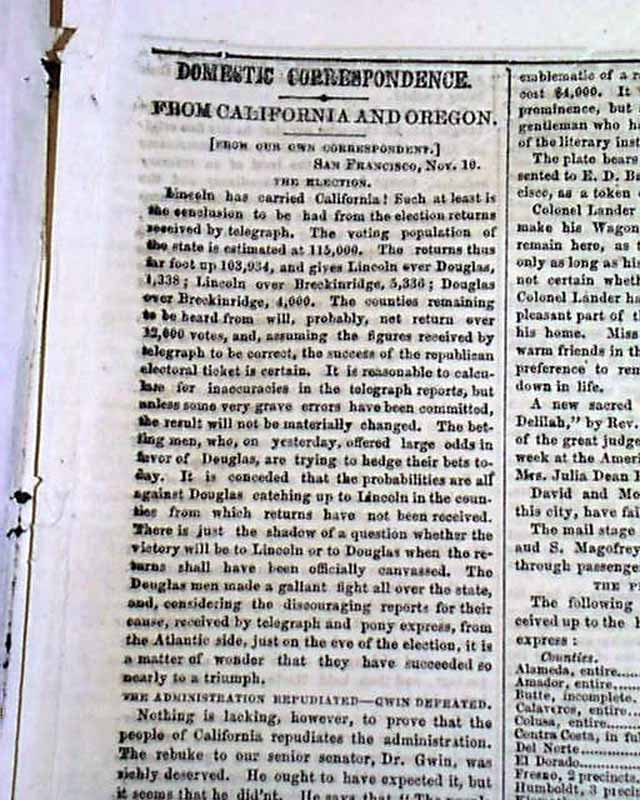 DOMESTIC CORRESPONDENCE.
FROM CALIFORNIA AND OREGON.
[FROM OUR OWN CORRESPONDENT.]
SAN FRANCISCO, Nov. 10.
THE ELECTION.
Lincoln has carried California! Such at least is
the conclusion to be had from the election returns
received by telegraph. The voting population of
the state is estimated at 115,000. The returns thus
far foot up 103,934, and gives Lincoln over Douglas,
1,338; Lincoln over Breckinridge, 5,336; Douglas
over Breckinridge, 4,000. The counties remaining
to be heard from will, probably, not return over
12,000 votes, and, assuming the figures received by
telegraph to be correct, the success of the republican
electoral ticket is certain. It is reasonable to calcu-
late for inaccuracies in the telegraph reports, but
unless some very grave errors have been committed,
the result will not be materially changed. The bet-
ting men, who, on yesterday, offered large odds in
favor of Douglas, are trying to hedge their bets to-
day. It is conceded that the probabilities are all
against Douglas catching up to Lincoln in the coun-
ties from which returns have not been received.
There is just the shadow of a question whether the
victory will be to Lincoln or to Douglas when the re-
turns shall have been officially canvassed. The
Douglas men made a gallant fight all over the state,
and, considering the discouraging reports for their
cause, received by telegraph and pony express, from
the Atlantic side, just on the eve of the election, it is
a matter of wonder that they have succeeded so
nearly to a triumph.
THE ADMINISTRATION REPUDIATED—GWIN DEFEATED.
Nothing is lacking, however, to prove that the
people of California repudiates the administration.
The rebuke to our senior senator, Dr. Gwin, was
richly deserved. He ought to have expected it, but
it seems that he did'nt. He says that
emblematic of a
cost $4,000. It
prominence, but
gentleman who
of the literary
The plate bears
sented to E. D.
cisco, as a token
Colonel Lander
make his Wagon
remain here, as
only as long as his
not certain
Colonel Lander
pleasant part of
his home. Miss
warm friends in
preference to
down in life.
A new sacred
Delilah," by Rev.
of the great
week at the
Mrs. Julia Dean
David and
this city, have
The mail stage
and S. Magofrey
through
THE
The following
ceived up to the
express:
Counties.
Alameda, entire
Amador, entire
Butte, incomplete
Calaveras, entire
Colusa, entire
Contra Costa, in
Del Norte
El Dorado
Fresno, 2
Humboldt, 3